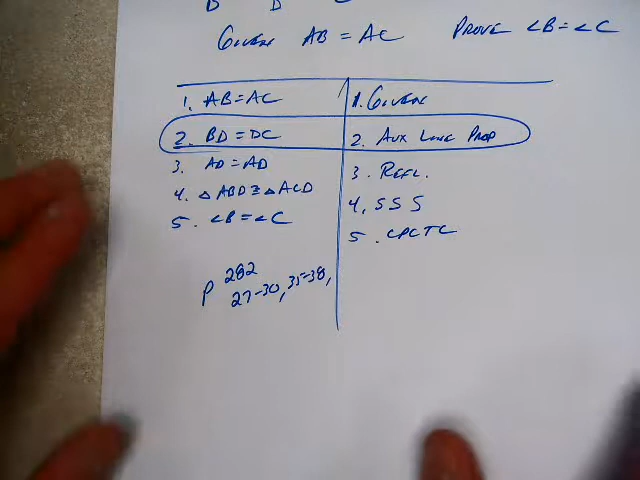 B D C
GIVEN AB = AC PROVE ∠B = ∠C
1. AB = AC 1. GIVEN
2. BD = DC 2. AUX LINE PROP
3. AD = AD 3. REFL.
4. △ ABD ≅ △ ACD 4. SSS
5. ∠B = ∠C 5. CPCTC
P 282
27-30, 35-38,